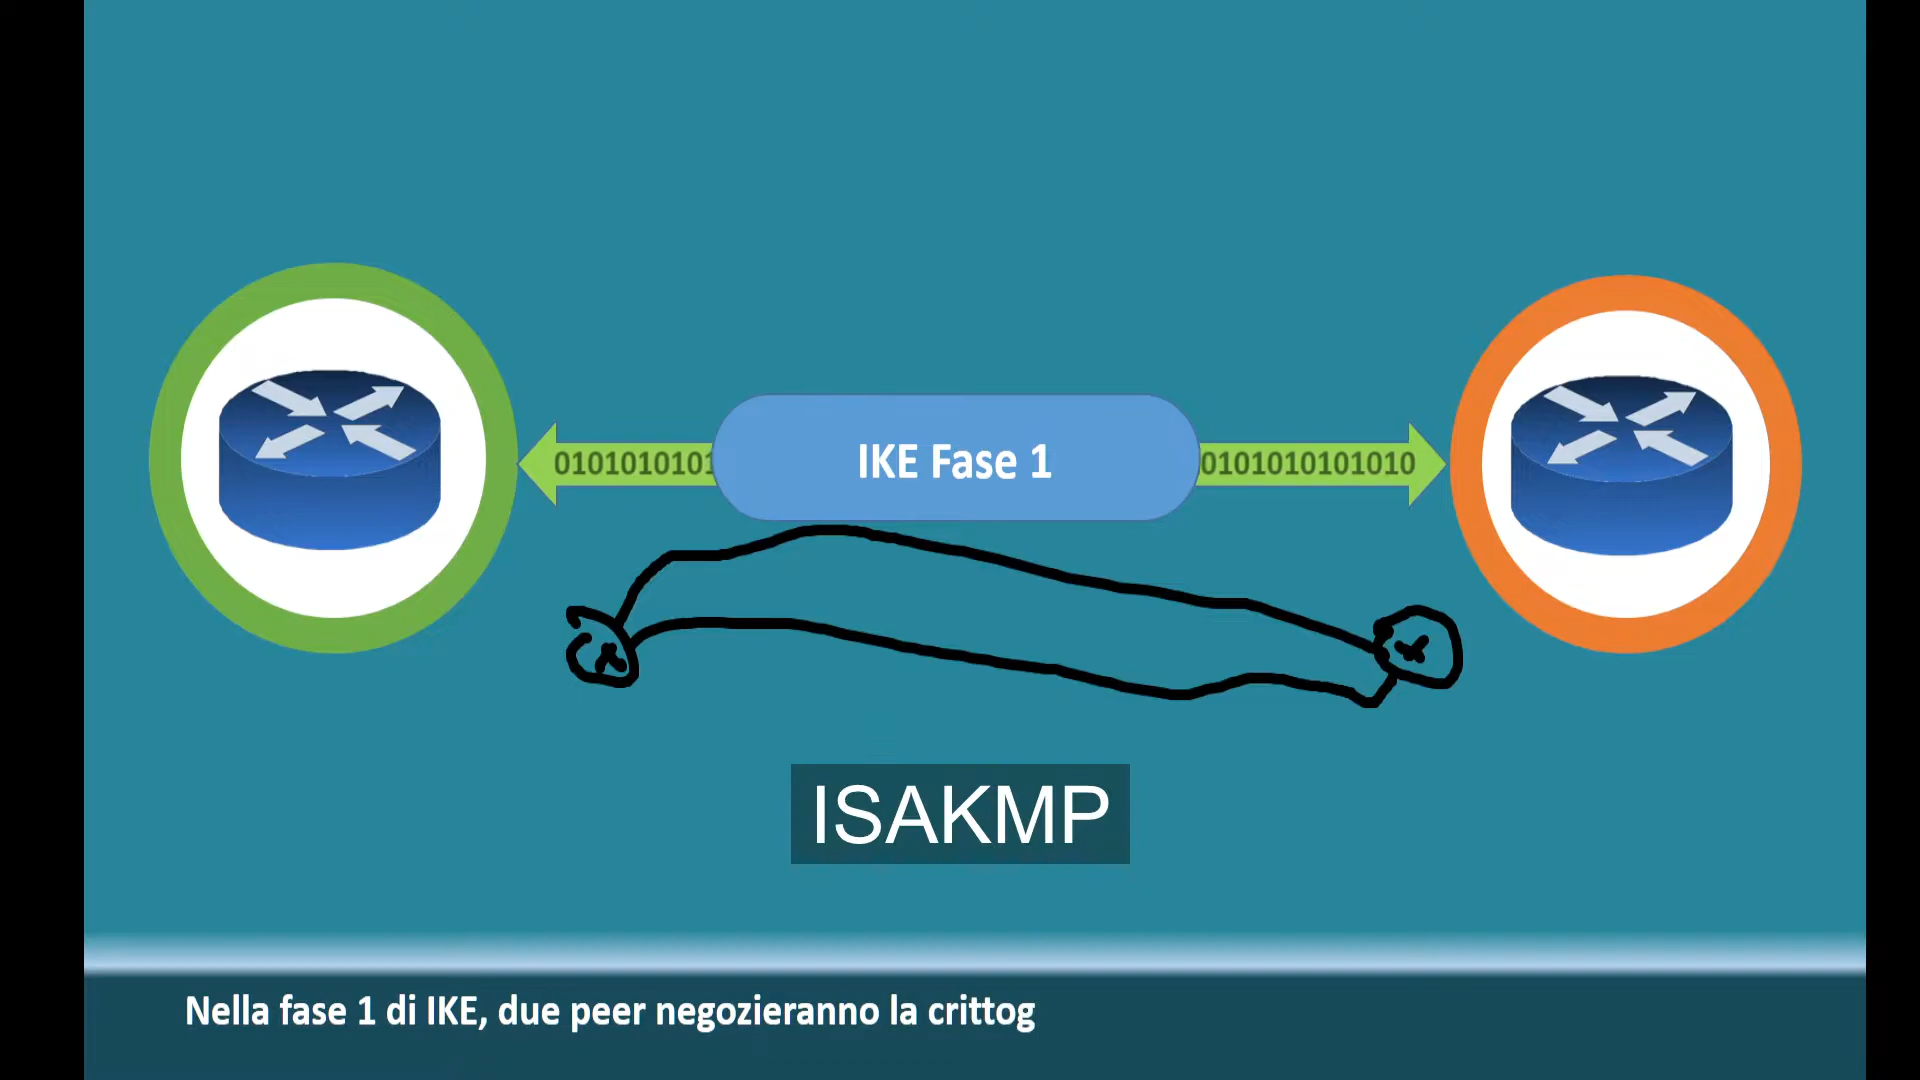 0101010101
IKE Fase 1
0101010101010
ISAKMP
Nella fase 1 di IKE, due peer negozieranno la crittog